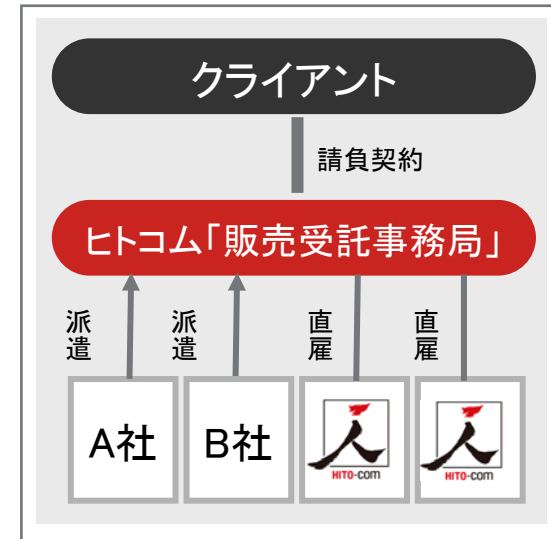 クライアント
請負契約
ヒトコム「販売受託事務局」
派遣
派遣
直雇
直雇
A社
B社
人
HITO-COM
人
HITO-COM